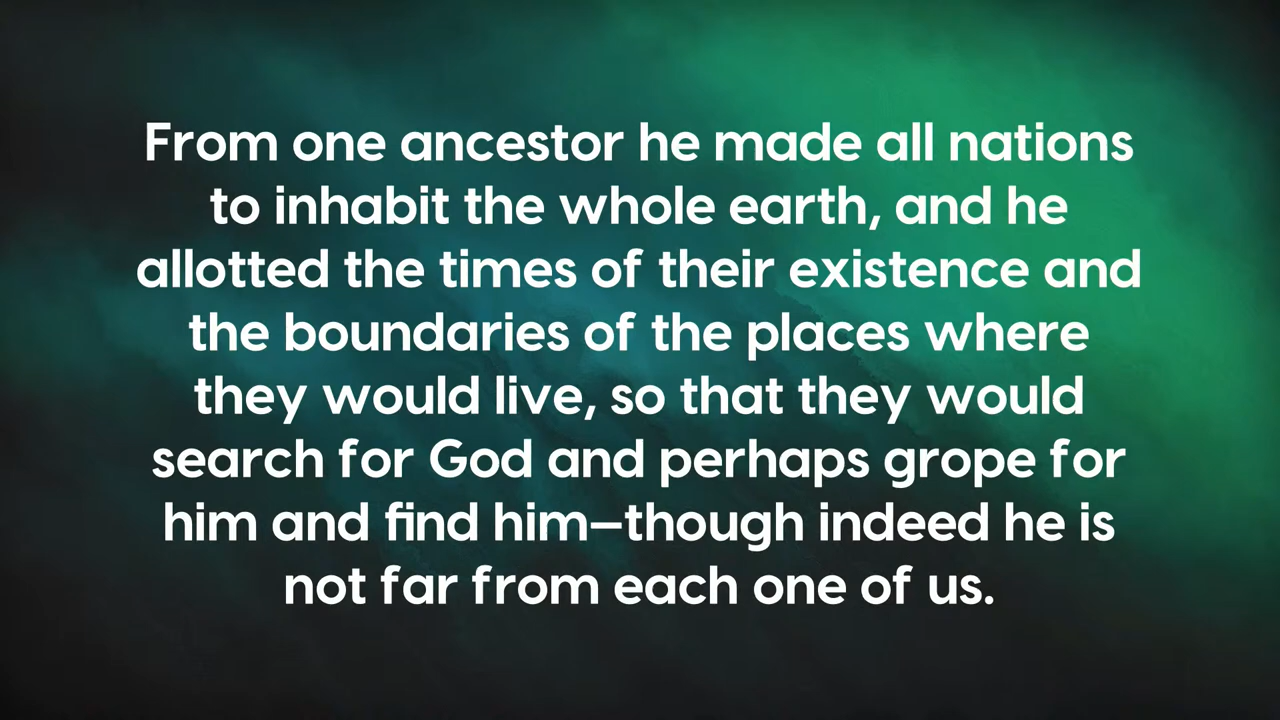 From one ancestor he made all nations
to inhabit the whole earth, and he
allotted the times of their existence and
the boundaries of the places where
they would live, so that they would
search for God and perhaps grope for
him and find him—though indeed he is
not far from each one of us.